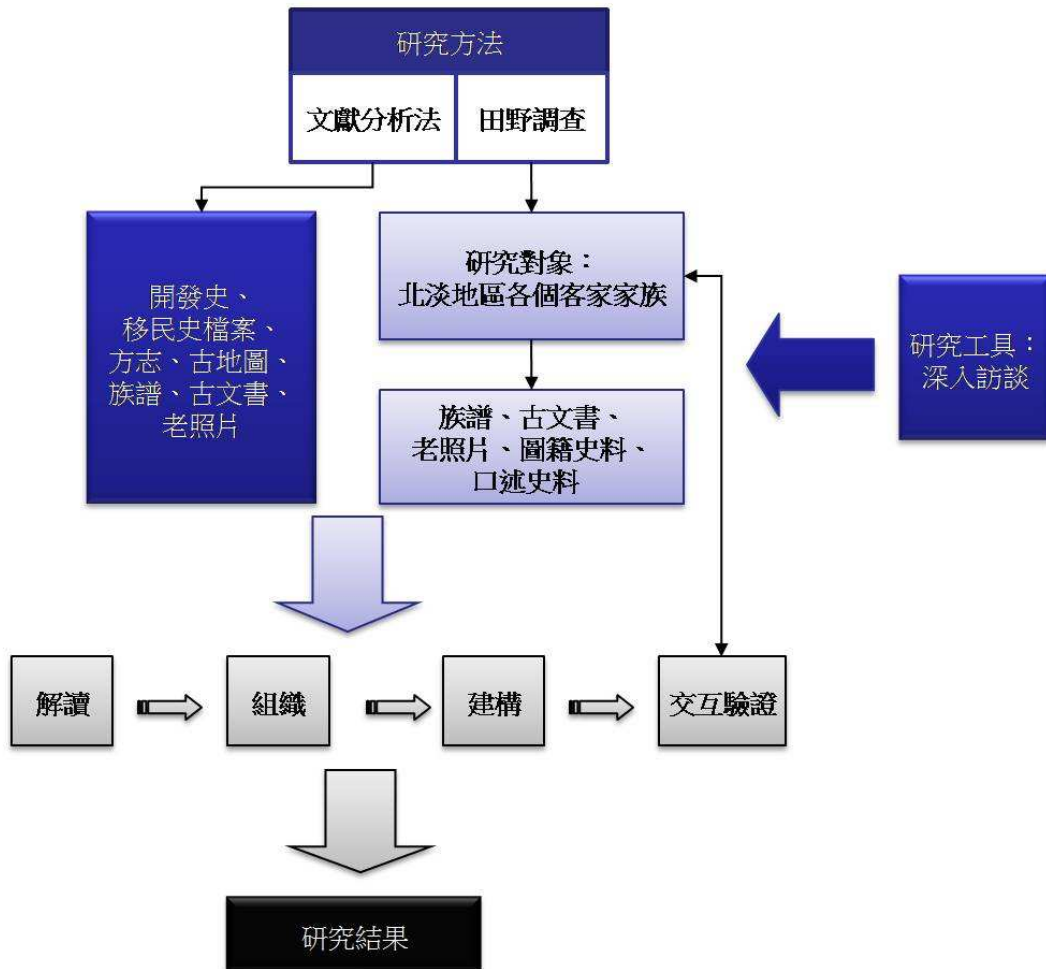 研究方法
文獻分析法
田野調查
開發史、
移民史檔案、
方志、古地圖、
族譜、古文書、
老照片
研究對象：
北淡地區各個客家家族
族譜、古文書、
老照片、圖籍史料、
口述史料
研究工具：
深入訪談
解讀
組織
建構
交互驗證
研究結果